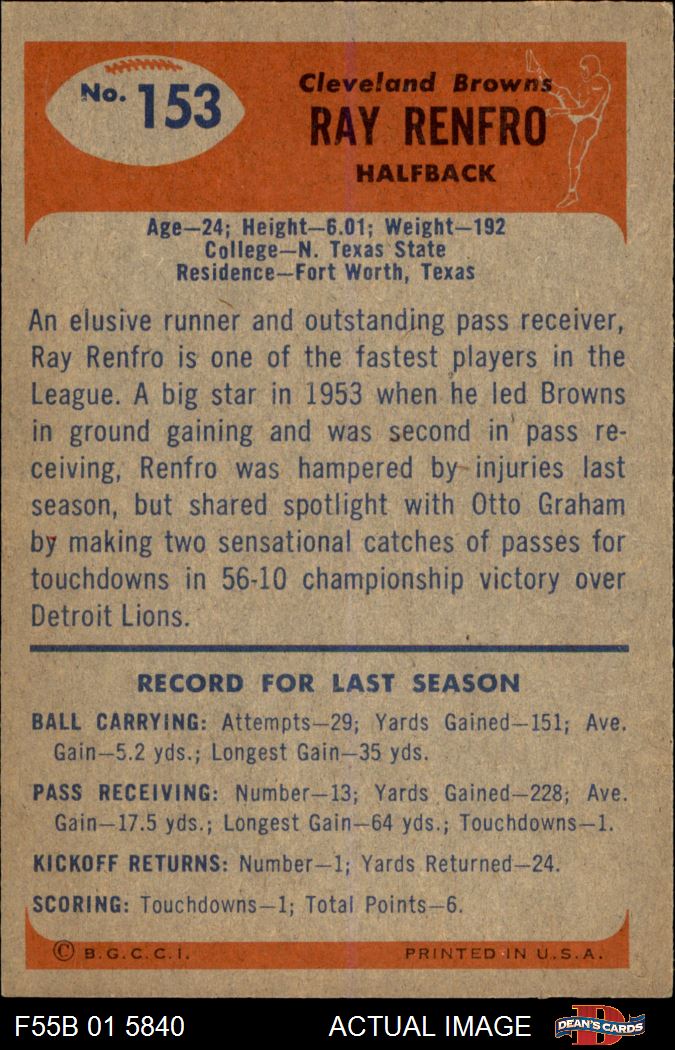 No. 153
Cleveland Browns
RAY RENFRO
HALFBACK
Age—24; Height—6.01; Weight—192
College—N. Texas State
Residence—Fort Worth, Texas
An elusive runner and outstanding pass receiver,
Ray Renfro is one of the fastest players in the
League. A big star in 1953 when he led Browns
in ground gaining and was second in pass re-
ceiving, Renfro was hampered by injuries last
season, but shared spotlight with Otto Graham
by making two sensational catches of passes for
touchdowns in 56-10 championship victory over
Detroit Lions.
RECORD FOR LAST SEASON
BALL CARRYING: Attempts—29; Yards Gained—151; Ave.
Gain—5.2 yds.; Longest Gain—35 yds.
PASS RECEIVING: Number—13; Yards Gained—228; Ave.
Gain—17.5 yds.; Longest Gain—64 yds.; Touchdowns—1.
KICKOFF RETURNS: Number—1; Yards Returned—24.
SCORING: Touchdowns—1; Total Points—6.
© B.G.C.C.I. PRINTED IN U.S.A.
F55B 01 5840 ACTUAL IMAGE D DEAN'S CARDS